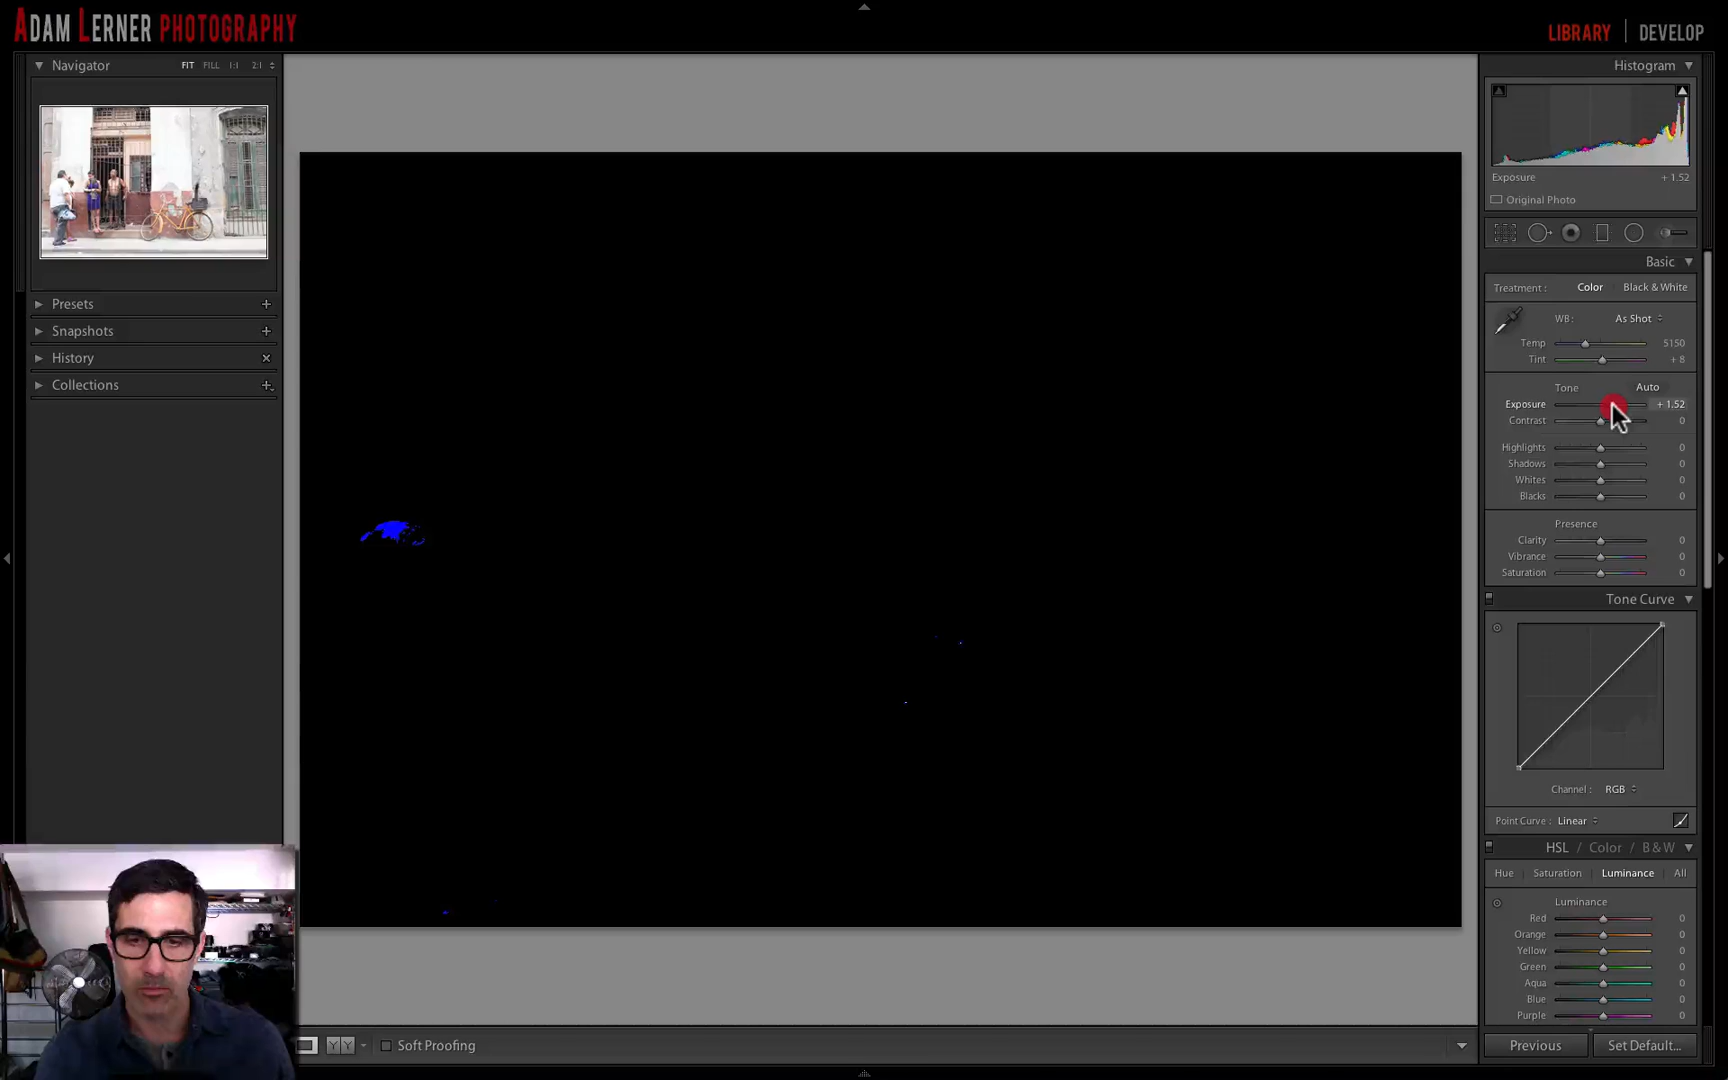 ADAM LERNER PHOTOGRAPHY
LIBRARY | DEVELOP
Navigator
FIT FILL 1:1 2:1
Presets
Snapshots
History
Collections
Histogram
Exposure + 1.52
Original Photo
Basic
Treatment : Color Black & White
WB: As Shot
Temp 5150
Tint + 8
Tone Auto
Exposure + 1.52
Contrast 0
Highlights 0
Shadows 0
Whites 0
Blacks 0
Presence
Clarity 0
Vibrance 0
Saturation 0
Tone Curve
Channel : RGB
Point Curve : Linear
HSL / Color / B & W
Hue Saturation Luminance All
Luminance
Red 0
Orange 0
Yellow 0
Green 0
Aqua 0
Blue 0
Purple 0
Y Y
Soft Proofing
Previous
Set Default...